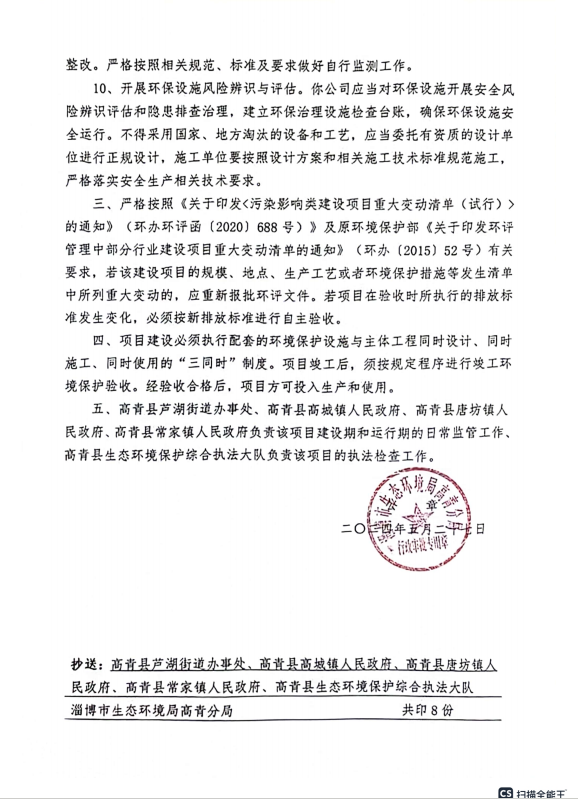 整改。严格按照相关规范、标准及要求做好自行监测工作。
10、开展环保设施风险辨识与评估。你公司应当对环保设施开展安全风
险辨识评估和隐患排查治理，建立环保治理设施检查台账，确保环保设施安
全运行。不得采用国家、地方淘汰的设备和工艺，应当委托有资质的设计单
位进行正规设计，施工单位要按照设计方案和相关施工技术标准规范施工，
严格落实安全生产相关技术要求。
三、严格按照《关于印发<污染影响类建设项目重大变动清单（试行）>
的通知》（环办环评函〔2020〕688号）》及原环境保护部《关于印发环评
管理中部分行业建设项目重大变动清单的通知》（环办〔2015〕52号）有关
要求，若该建设项目的规模、地点、生产工艺或者环境保护措施等发生清单
中所列重大变动的，应重新报批环评文件。若项目在验收时所执行的排放标
准发生变化，必须按新排放标准进行自主验收。
四、项目建设必须执行配套的环境保护设施与主体工程同时设计、同时
施工、同时使用的“三同时”制度。项目竣工后，须按规定程序进行竣工环
境保护验收。经验收合格后，项目方可投入生产和使用。
五、高青县芦湖街道办事处、高青县高城镇人民政府、高青县唐坊镇人
民政府、高青县常家镇人民政府负责该项目建设期和运行期的日常监管工作、
高青县生态环境保护综合执法大队负责该项目的执法检查工作。
章
淄博市生态环境局高青分局
二〇二四年五月二十七日
行政审批专用章
抄送：高青县芦湖街道办事处、高青县高城镇人民政府、高青县唐坊镇人
民政府、高青县常家镇人民政府、高青县生态环境保护综合执法大队
淄博市生态环境局高青分局 共印8份
CS 扫描全能王